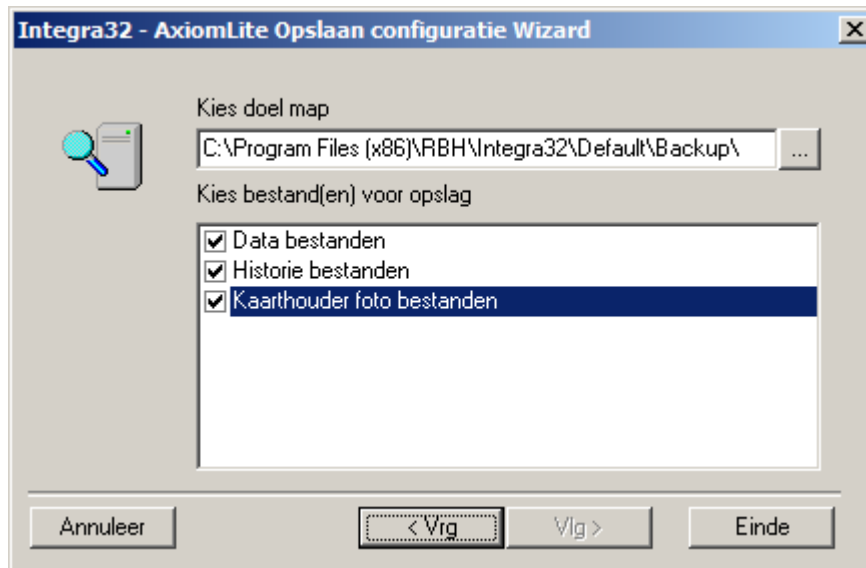 Integra32 - AxiomLite Opslaan configuratie Wizard
Kies doel map
C:\Program Files (x86)\RBH\Integra32\Default\Backup\
...
Kies bestand(en) voor opslag
Data bestanden
Historie bestanden
Kaarthouder foto bestanden
Annuleer
< Vrg
Vlg >
Einde